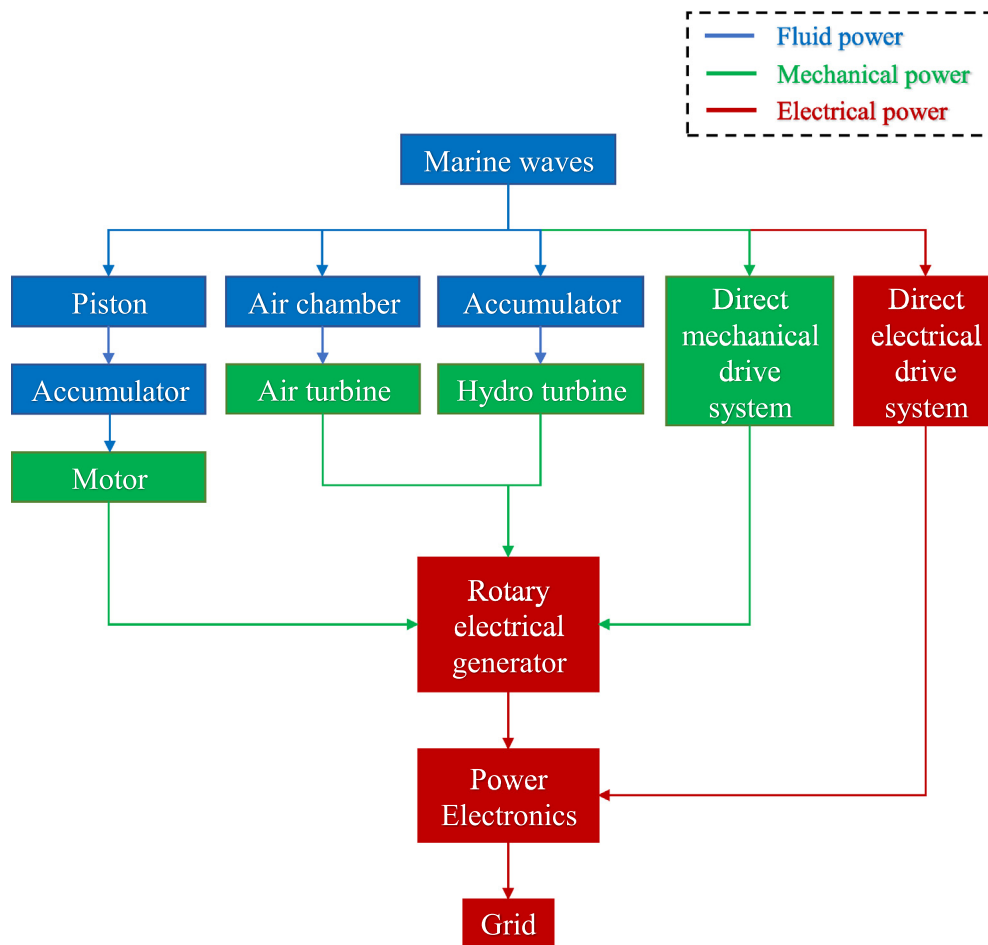 Fluid power
Mechanical power
Electrical power
Marine waves
Piston
Air chamber
Accumulator
Direct
mechanical
drive
system
Direct
electrical
drive
system
Accumulator
Air turbine
Hydro turbine
Motor
Rotary
electrical
generator
Power
Electronics
Grid